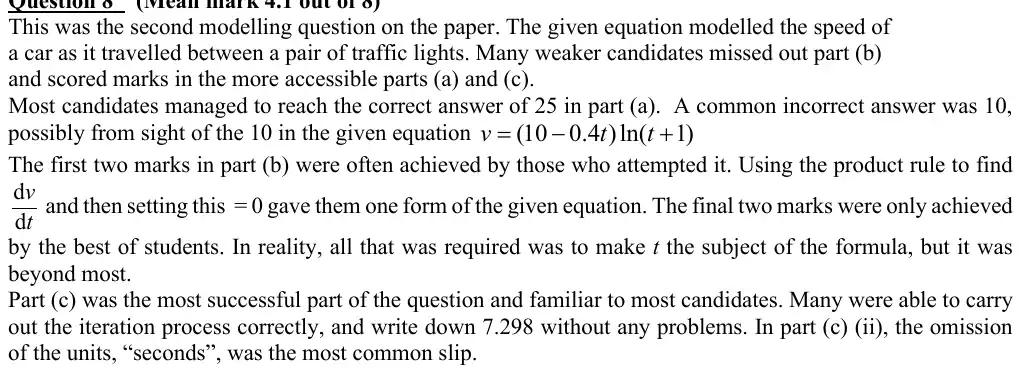 Question 8 (Mean mark 4.1 out of 8)
This was the second modelling question on the paper. The given equation modelled the speed of
a car as it travelled between a pair of traffic lights. Many weaker candidates missed out part (b)
and scored marks in the more accessible parts (a) and (c).
Most candidates managed to reach the correct answer of 25 in part (a). A common incorrect answer was 10,
possibly from sight of the 10 in the given equation v = (10 − 0.4t) ln(t + 1)
The first two marks in part (b) were often achieved by those who attempted it. Using the product rule to find
dv/dt and then setting this = 0 gave them one form of the given equation. The final two marks were only achieved
by the best of students. In reality, all that was required was to make t the subject of the formula, but it was
beyond most.
Part (c) was the most successful part of the question and familiar to most candidates. Many were able to carry
out the iteration process correctly, and write down 7.298 without any problems. In part (c) (ii), the omission
of the units, “seconds”, was the most common slip.